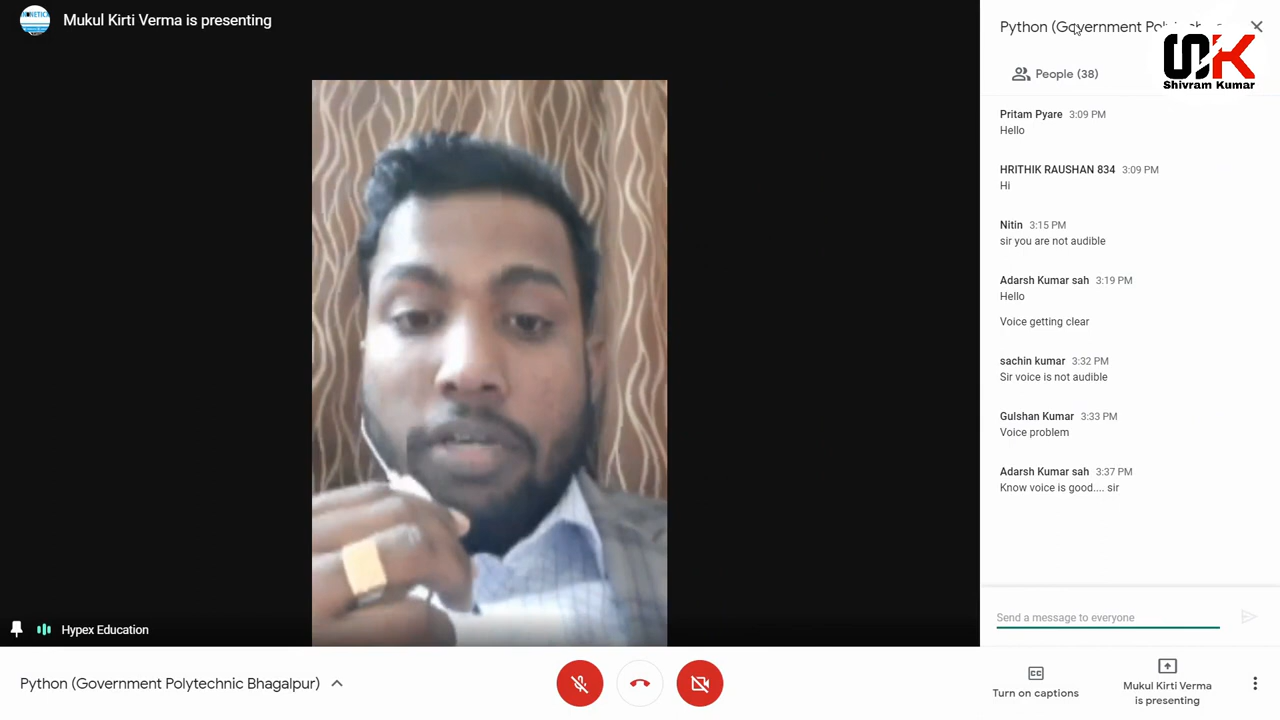 Mukul Kirti Verma is presenting
Python (Government
SK
Shivram Kumar
People (38)
Pritam Pyare 3:09 PM
Hello
HRITHIK RAUSHAN 834 3:09 PM
Hi
Nitin 3:15 PM
sir you are not audible
Adarsh Kumar sah 3:19 PM
Hello
Voice getting clear
sachin kumar 3:32 PM
Sir voice is not audible
Gulshan Kumar 3:33 PM
Voice problem
Adarsh Kumar sah 3:37 PM
Know voice is good.... sir
Send a message to everyone
Hypex Education
Python (Government Polytechnic Bhagalpur)
CC
Turn on captions
Mukul Kirti Verma
is presenting